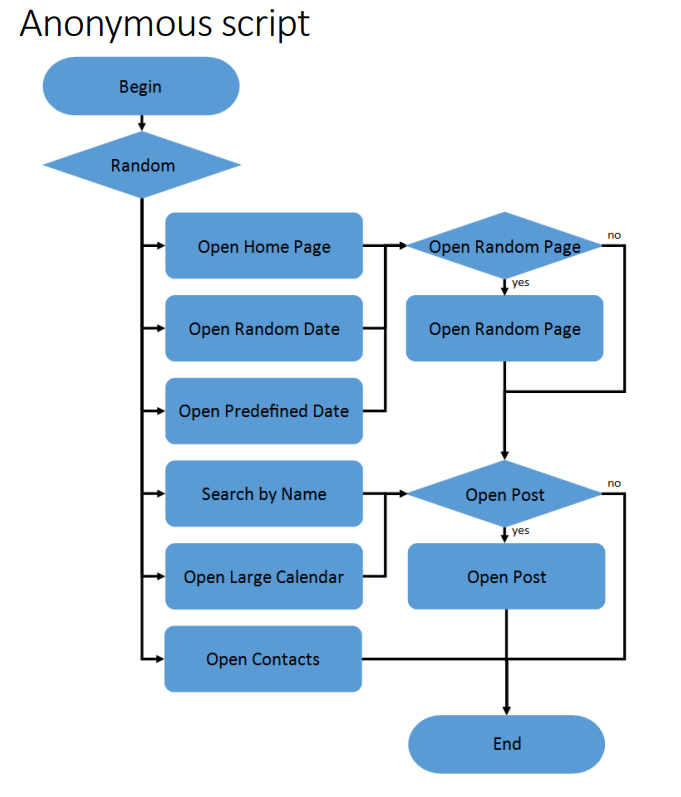 Anonymous script
Begin
Random
Open Home Page
Open Random Page
no
yes
Open Random Date
Open Random Page
Open Predefined Date
Search by Name
Open Post
no
yes
Open Large Calendar
Open Post
Open Contacts
End